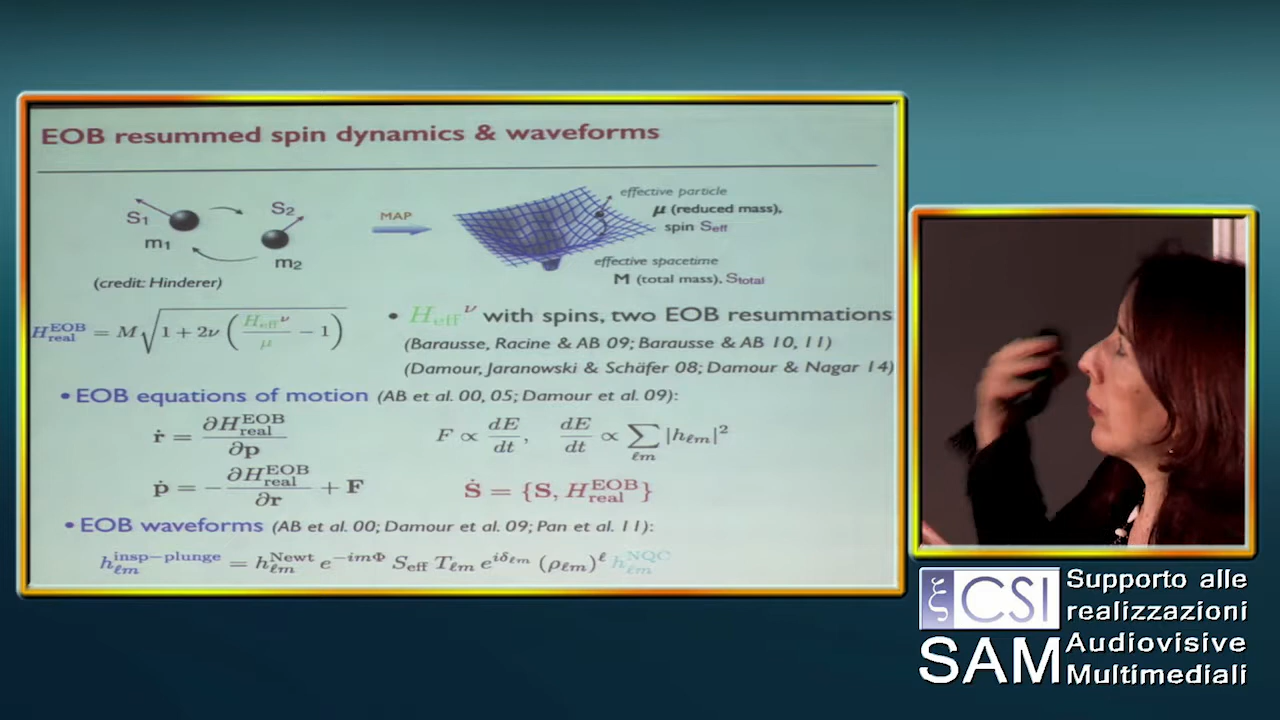 EOB resummed spin dynamics & waveforms
S1 S2
m1 m2
(credit: Hinderer)
MAP
effective particle
μ (reduced mass),
spin Seff
effective spacetime
M (total mass), Stotal
H_real^EOB = M√(1 + 2ν (H_eff^ν/μ − 1))
• H_eff^ν with spins, two EOB resummations
(Barausse, Racine & AB 09; Barausse & AB 10, 11)
(Damour, Jaranowski & Schäfer 08; Damour & Nagar 14)
• EOB equations of motion (AB et al. 00, 05; Damour et al. 09):
ṙ = ∂H_real^EOB/∂p
F ∝ dE/dt, dE/dt ∝ ∑_ℓm |h_ℓm|²
ṗ = −∂H_real^EOB/∂r + F
Ṡ = {S, H_real^EOB}
• EOB waveforms (AB et al. 00; Damour et al. 09; Pan et al. 11):
h_ℓm^insp−plunge = h_ℓm^Newt e^−imΦ S_eff T_ℓm e^iδ_ℓm (ρ_ℓm)^ℓ h_ℓm^NQC
ξ CSI
SAM
Supporto alle
realizzazioni
Audiovisive
Multimediali